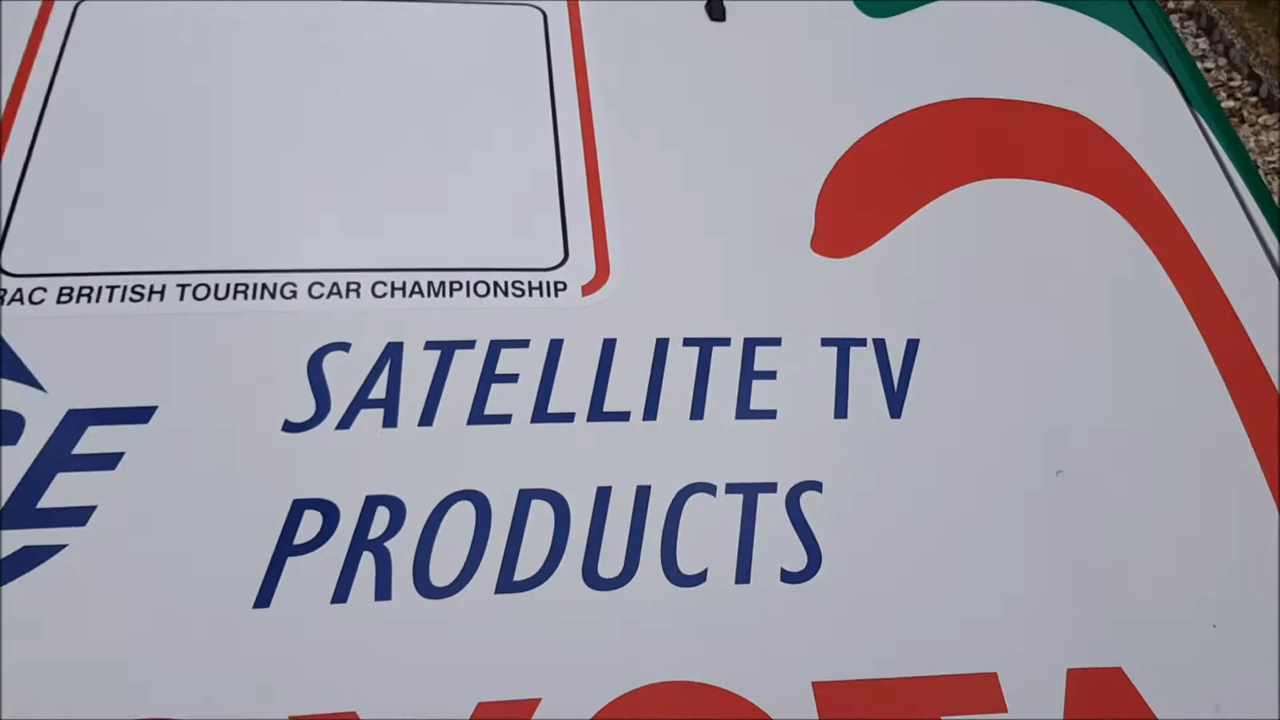 RAC BRITISH TOURING CAR CHAMPIONSHIP
SATELLITE TV
PRODUCTS